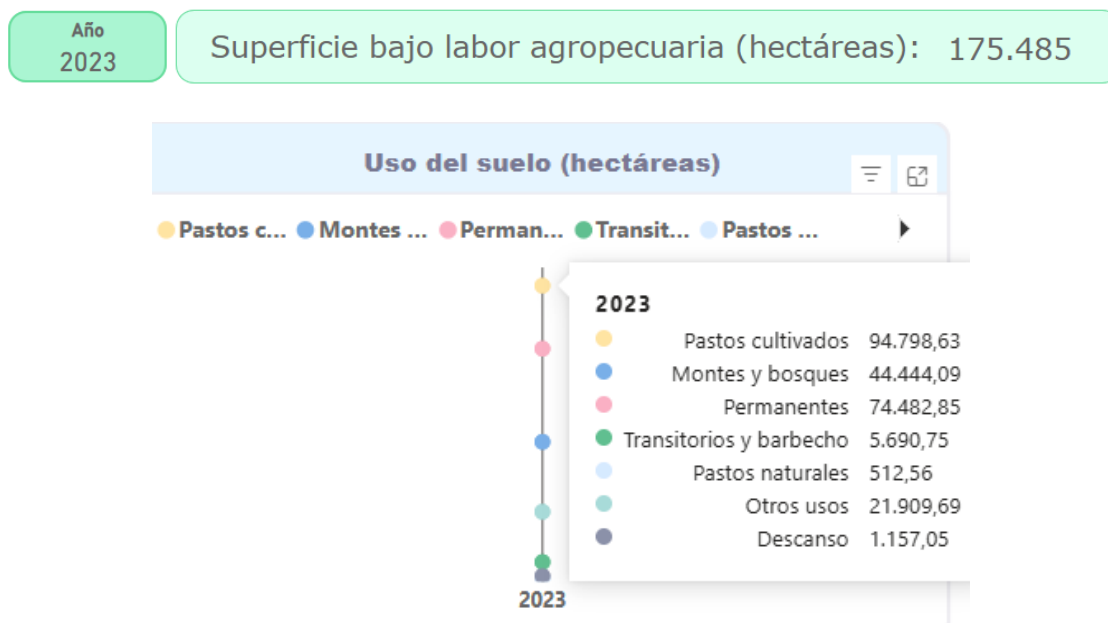 Año
2023
Superficie bajo labor agropecuaria (hectáreas): 175.485
Uso del suelo (hectáreas)
Pastos c... Montes ... Perman... Transit... Pastos ...
2023
Pastos cultivados 94.798,63
Montes y bosques 44.444,09
Permanentes 74.482,85
Transitorios y barbecho 5.690,75
Pastos naturales 512,56
Otros usos 21.909,69
Descanso 1.157,05
2023